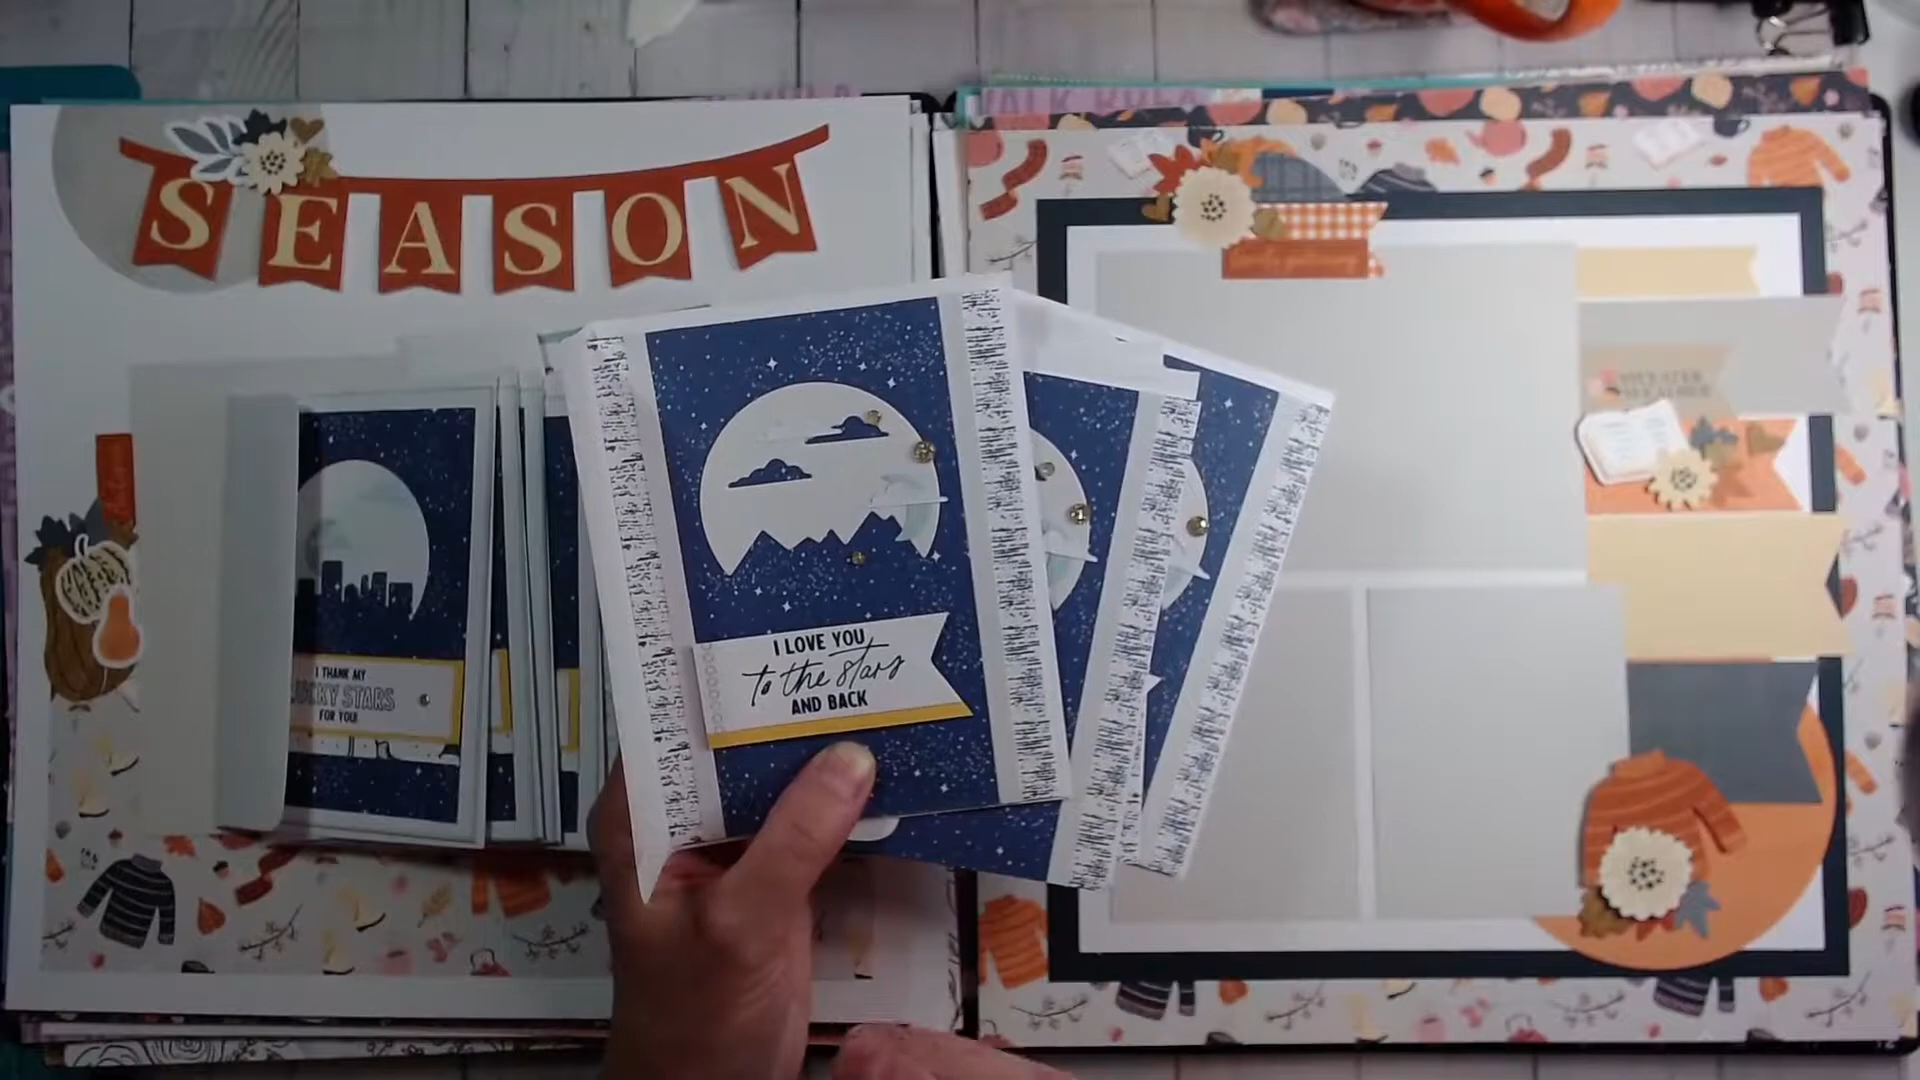 SEASON
I THANK MY
LUCKY STARS
FOR YOU!
I LOVE YOU
to the stars
AND BACK